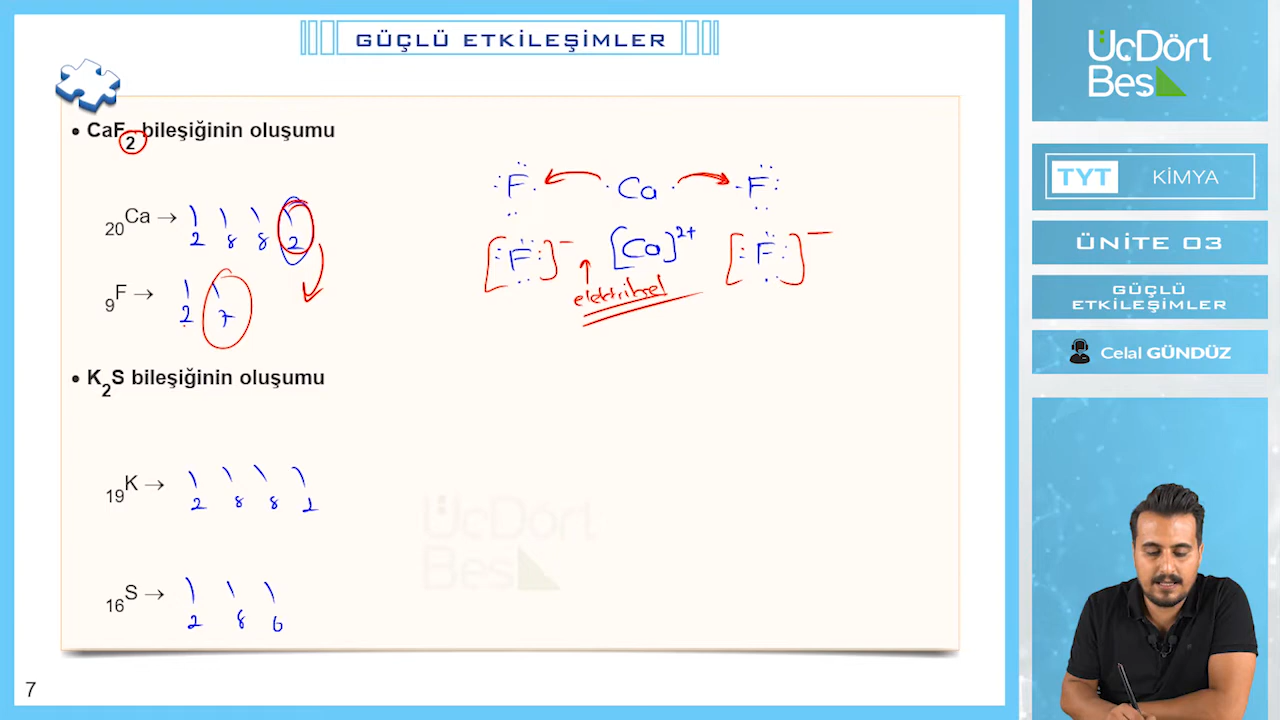 GÜÇLÜ ETKİLEŞİMLER
• CaF2 bileşiğinin oluşumu
20Ca → 2 8 8 2
9F → 2 7
F Ca F
[F]− [Ca]2+ [F]−
elektriksel
• K2S bileşiğinin oluşumu
19K → 2 8 8 1
16S → 2 8 6
7
ÜçDört
Beş
TYT KİMYA
ÜNİTE 03
GÜÇLÜ
ETKİLEŞİMLER
Celal GÜNDÜZ
ÜçDört
Beş